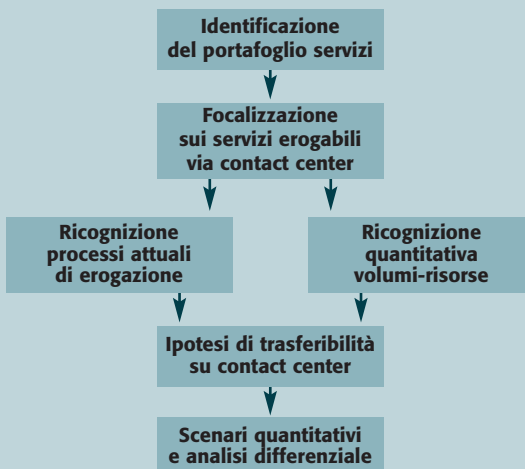 Identificazione
del portafoglio servizi
Focalizzazione
sui servizi erogabili
via contact center
Ricognizione
processi attuali
di erogazione
Ricognizione
quantitativa
volumi-risorse
Ipotesi di trasferibilità
su contact center
Scenari quantitativi
e analisi differenziale